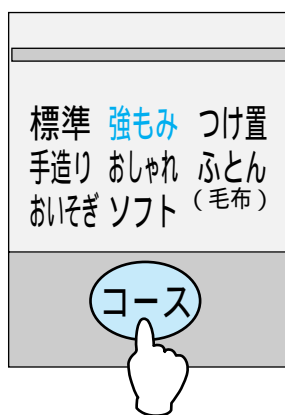 標準 強もみ つけ置
手造り おしゃれ ふとん
おいそぎ ソフト （毛布）
コース